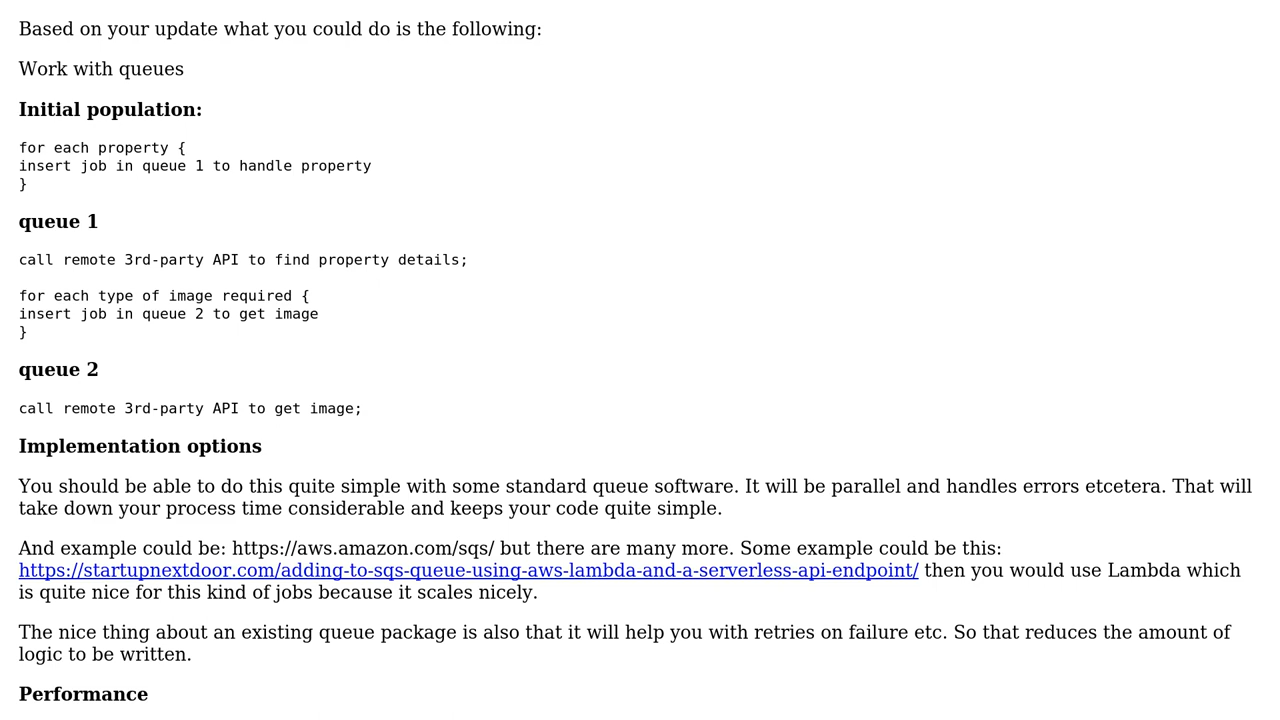 Based on your update what you could do is the following:
Work with queues
Initial population:
for each property {
insert job in queue 1 to handle property
}
queue 1
call remote 3rd-party API to find property details;
for each type of image required {
insert job in queue 2 to get image
}
queue 2
call remote 3rd-party API to get image;
Implementation options
You should be able to do this quite simple with some standard queue software. It will be parallel and handles errors etcetera. That will
take down your process time considerable and keeps your code quite simple.
And example could be: https://aws.amazon.com/sqs/ but there are many more. Some example could be this:
https://startupnextdoor.com/adding-to-sqs-queue-using-aws-lambda-and-a-serverless-api-endpoint/ then you would use Lambda which
is quite nice for this kind of jobs because it scales nicely.
The nice thing about an existing queue package is also that it will help you with retries on failure etc. So that reduces the amount of
logic to be written.
Performance